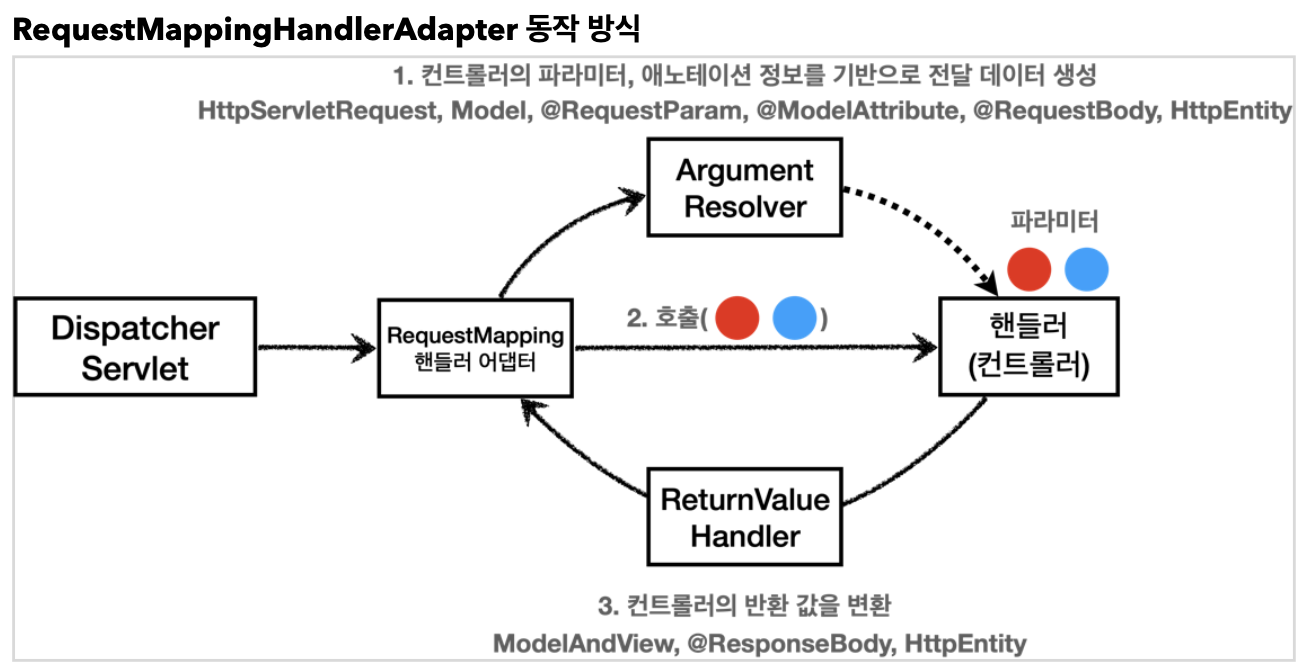 RequestMappingHandlerAdapter 동작 방식
1. 컨트롤러의 파라미터, 애노테이션 정보를 기반으로 전달 데이터 생성
HttpServletRequest, Model, @RequestParam, @ModelAttribute, @RequestBody, HttpEntity
Argument
Resolver
파라미터
Dispatcher
Servlet
RequestMapping
핸들러 어댑터
2. 호출( )
핸들러
(컨트롤러)
ReturnValue
Handler
3. 컨트롤러의 반환 값을 변환
ModelAndView, @ResponseBody, HttpEntity